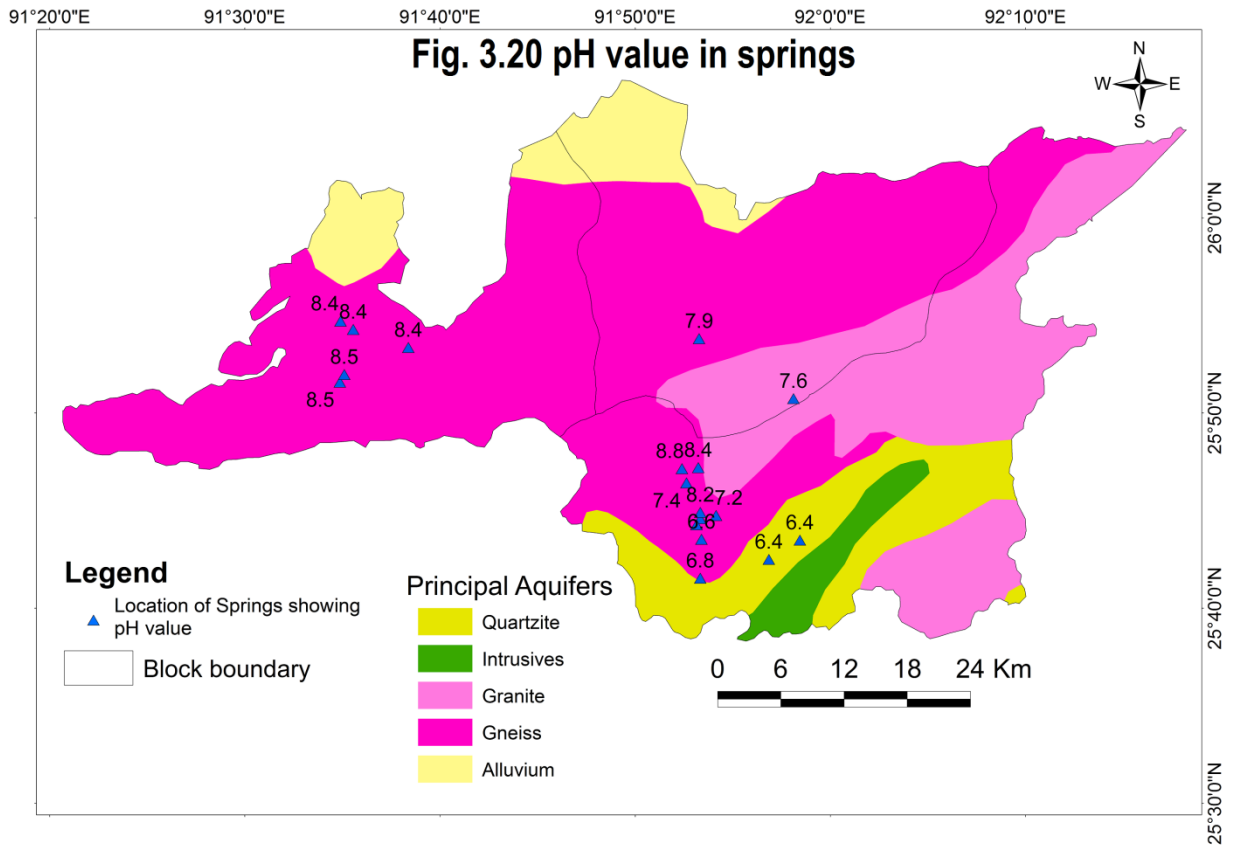 91°20'0"E 91°30'0"E 91°40'0"E 91°50'0"E 92°0'0"E 92°10'0"E
Fig. 3.20 pH value in springs
N
W E
S
26°0'0"N
25°50'0"N
25°40'0"N
25°30'0"N
8.4
8.4
8.4
8.5
8.5
7.9
7.6
8.8
8.4
7.4
8.2
7.2
6.6
6.8
6.4
6.4
Legend
Location of Springs showing
pH value
Block boundary
Principal Aquifers
Quartzite
Intrusives
Granite
Gneiss
Alluvium
0 6 12 18 24 Km